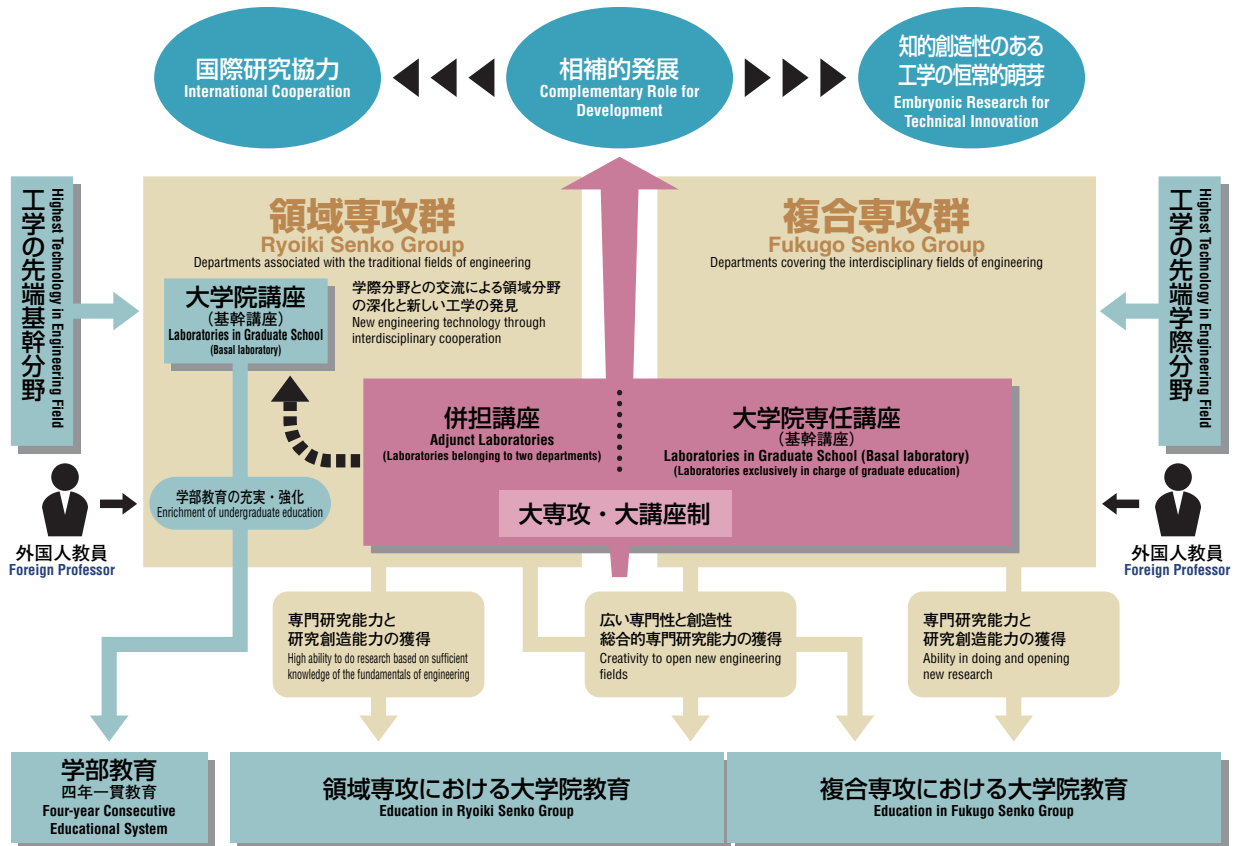 国際研究協力
International Cooperation
相補的発展
Complementary Role for
Development
知的創造性のある
工学の恒常的萌芽
Embryonic Research for
Technical Innovation
工学の先端基幹分野
Highest Technology in Engineering Field
領域専攻群
Ryoiki Senko Group
Departments associated with the traditional fields of engineering
複合専攻群
Fukugo Senko Group
Departments covering the interdisciplinary fields of engineering
工学の先端学際分野
Highest Technology in Engineering Field
大学院講座
(基幹講座)
Laboratories in Graduate School
(Basal laboratory)
学際分野との交流による領域分野
の深化と新しい工学の発見
New engineering technology through
interdisciplinary cooperation
併担講座
Adjunct Laboratories
(Laboratories belonging to two departments)
大学院専任講座
(基幹講座)
Laboratories in Graduate School (Basal laboratory)
(Laboratories exclusively in charge of graduate education)
大専攻・大講座制
学部教育の充実・強化
Enrichment of undergraduate education
外国人教員
Foreign Professor
外国人教員
Foreign Professor
専門研究能力と
研究創造能力の獲得
High ability to do research based on sufficient
knowledge of the fundamentals of engineering
広い専門性と創造性
総合的専門研究能力の獲得
Creativity to open new engineering
fields
専門研究能力と
研究創造能力の獲得
Ability in doing and opening
new research
学部教育
四年一貫教育
Four-year Consecutive
Educational System
領域専攻における大学院教育
Education in Ryoiki Senko Group
複合専攻における大学院教育
Education in Fukugo Senko Group